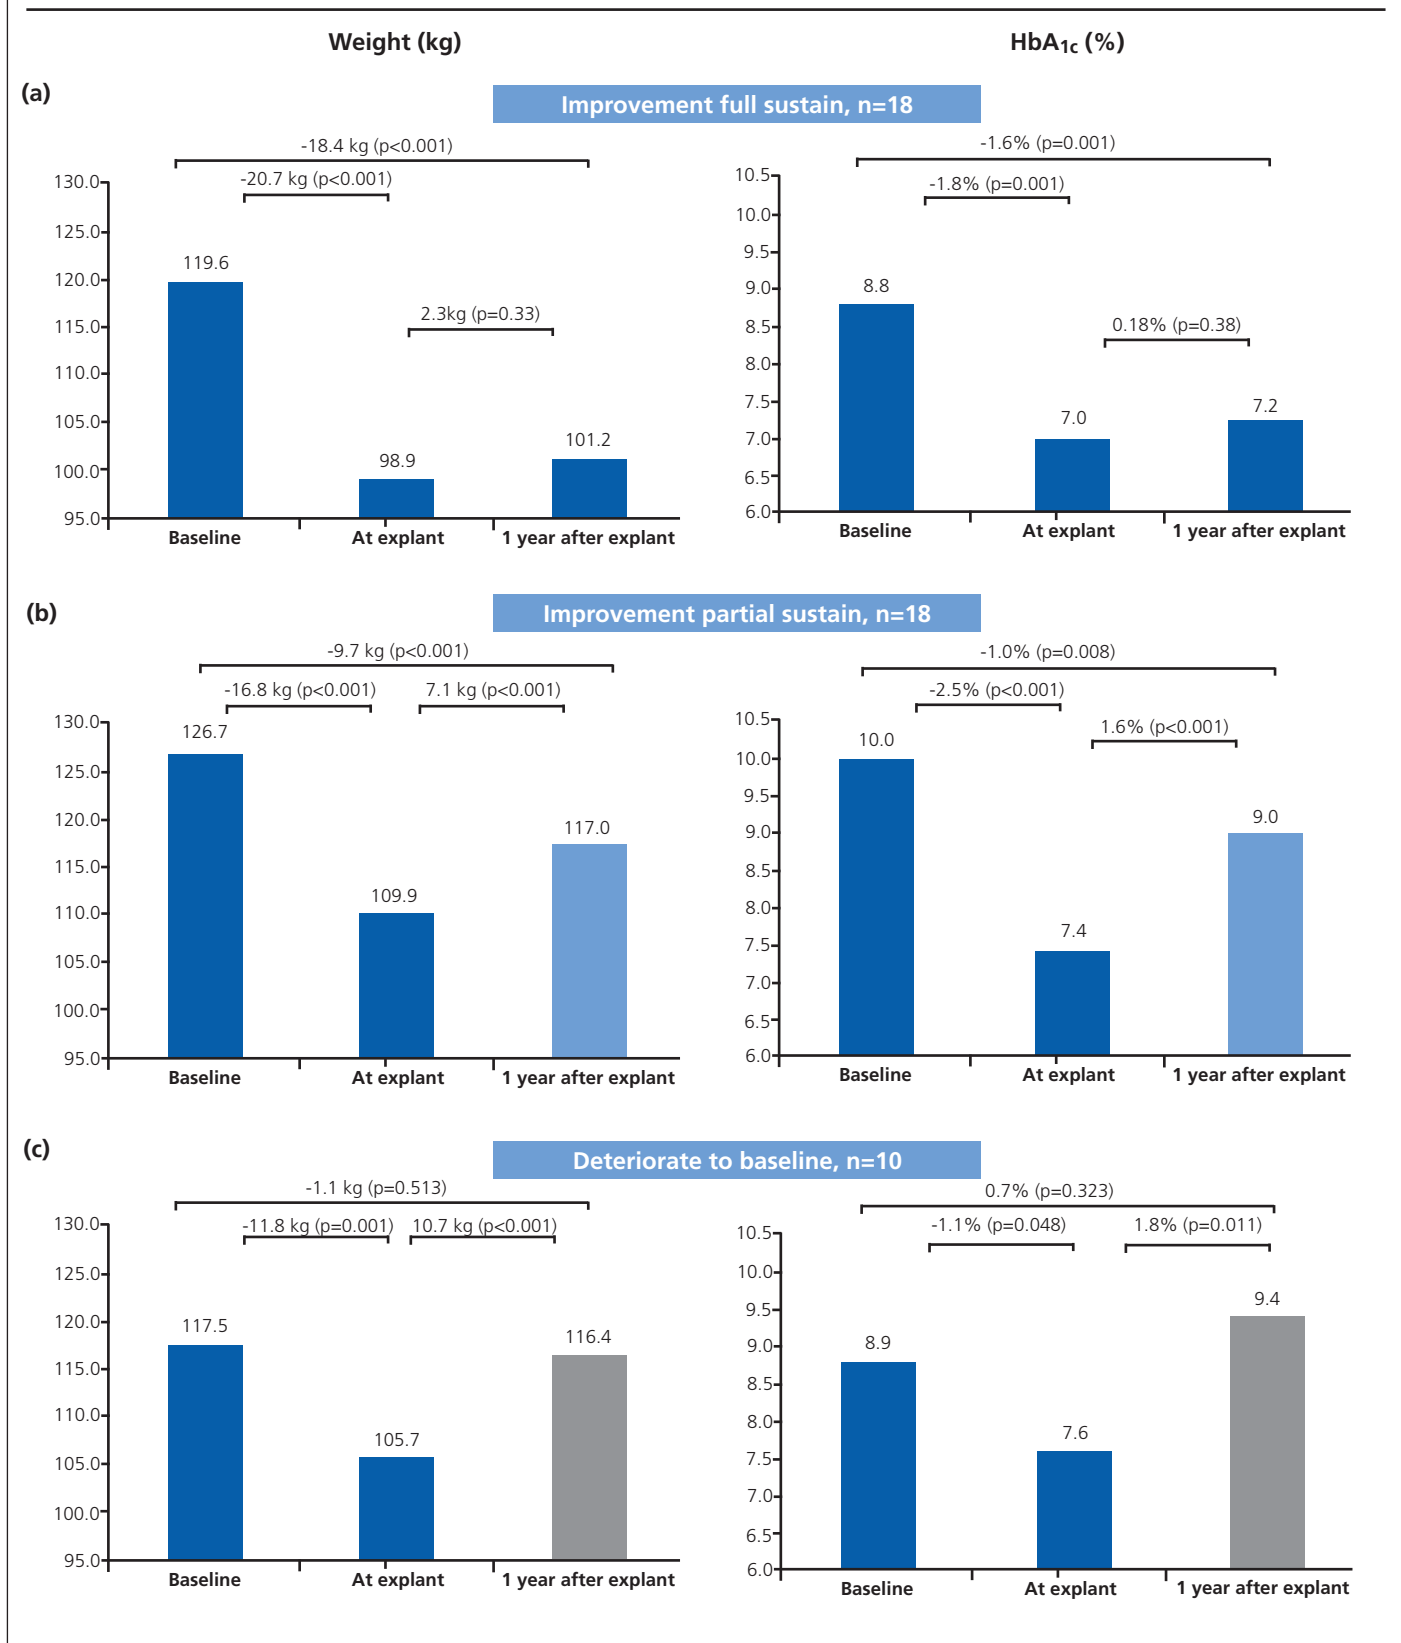 Weight (kg)
HbA1c (%)
(a)
Improvement full sustain, n=18
-18.4 kg (p<0.001)
-20.7 kg (p<0.001)
2.3kg (p=0.33)
130.0
125.0
120.0
115.0
110.0
105.0
100.0
95.0
119.6
98.9
101.2
Baseline
At explant
1 year after explant
-1.6% (p=0.001)
-1.8% (p=0.001)
0.18% (p=0.38)
10.5
10.0
9.5
9.0
8.5
8.0
7.5
7.0
6.5
6.0
8.8
7.0
7.2
Baseline
At explant
1 year after explant
(b)
Improvement partial sustain, n=18
-9.7 kg (p<0.001)
-16.8 kg (p<0.001)
7.1 kg (p<0.001)
130.0
125.0
120.0
115.0
110.0
105.0
100.0
95.0
126.7
109.9
117.0
Baseline
At explant
1 year after explant
-1.0% (p=0.008)
-2.5% (p<0.001)
1.6% (p<0.001)
10.5
10.0
9.5
9.0
8.5
8.0
7.5
7.0
6.5
6.0
10.0
7.4
9.0
Baseline
At explant
1 year after explant
(c)
Deteriorate to baseline, n=10
-1.1 kg (p=0.513)
-11.8 kg (p=0.001)
10.7 kg (p<0.001)
130.0
125.0
120.0
115.0
110.0
105.0
100.0
95.0
117.5
105.7
116.4
Baseline
At explant
1 year after explant
0.7% (p=0.323)
-1.1% (p=0.048)
1.8% (p=0.011)
10.5
10.0
9.5
9.0
8.5
8.0
7.5
7.0
6.5
6.0
8.9
7.6
9.4
Baseline
At explant
1 year after explant